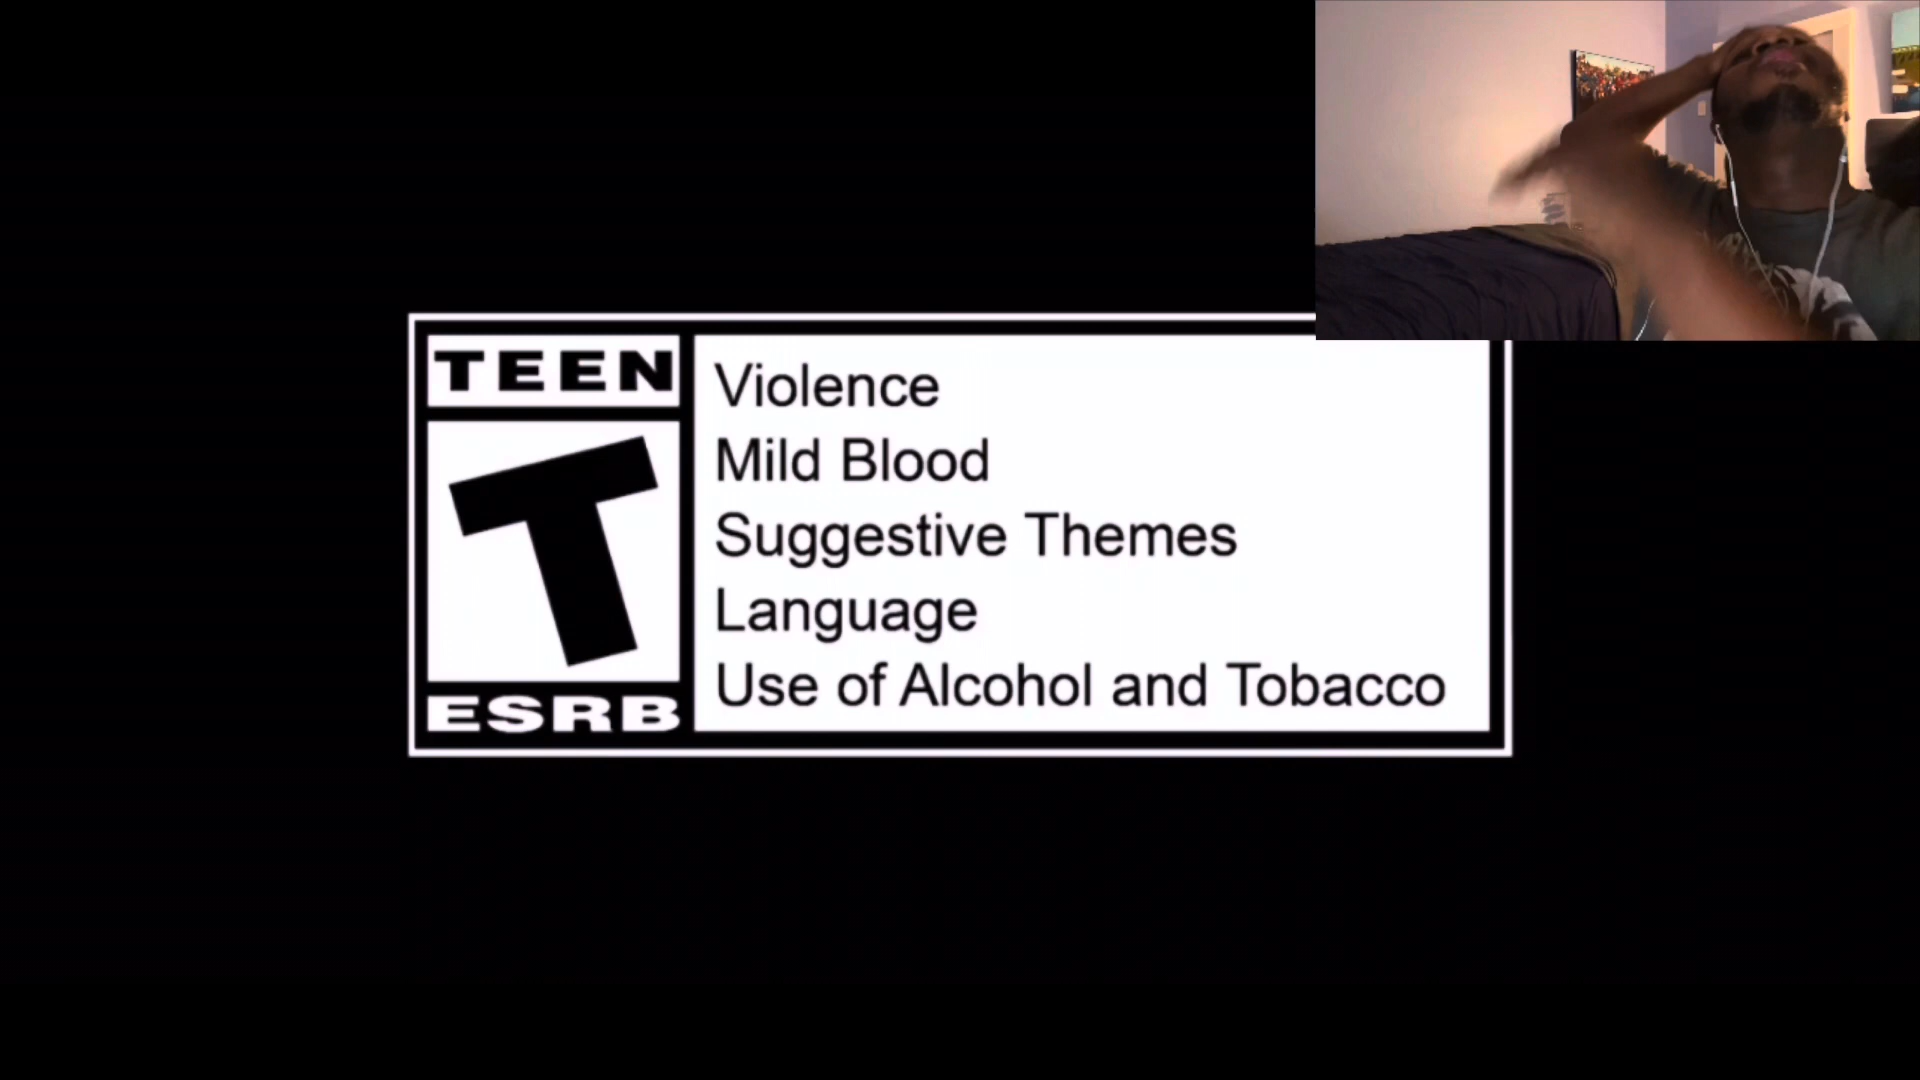 TEEN
T
ESRB
Violence
Mild Blood
Suggestive Themes
Language
Use of Alcohol and Tobacco